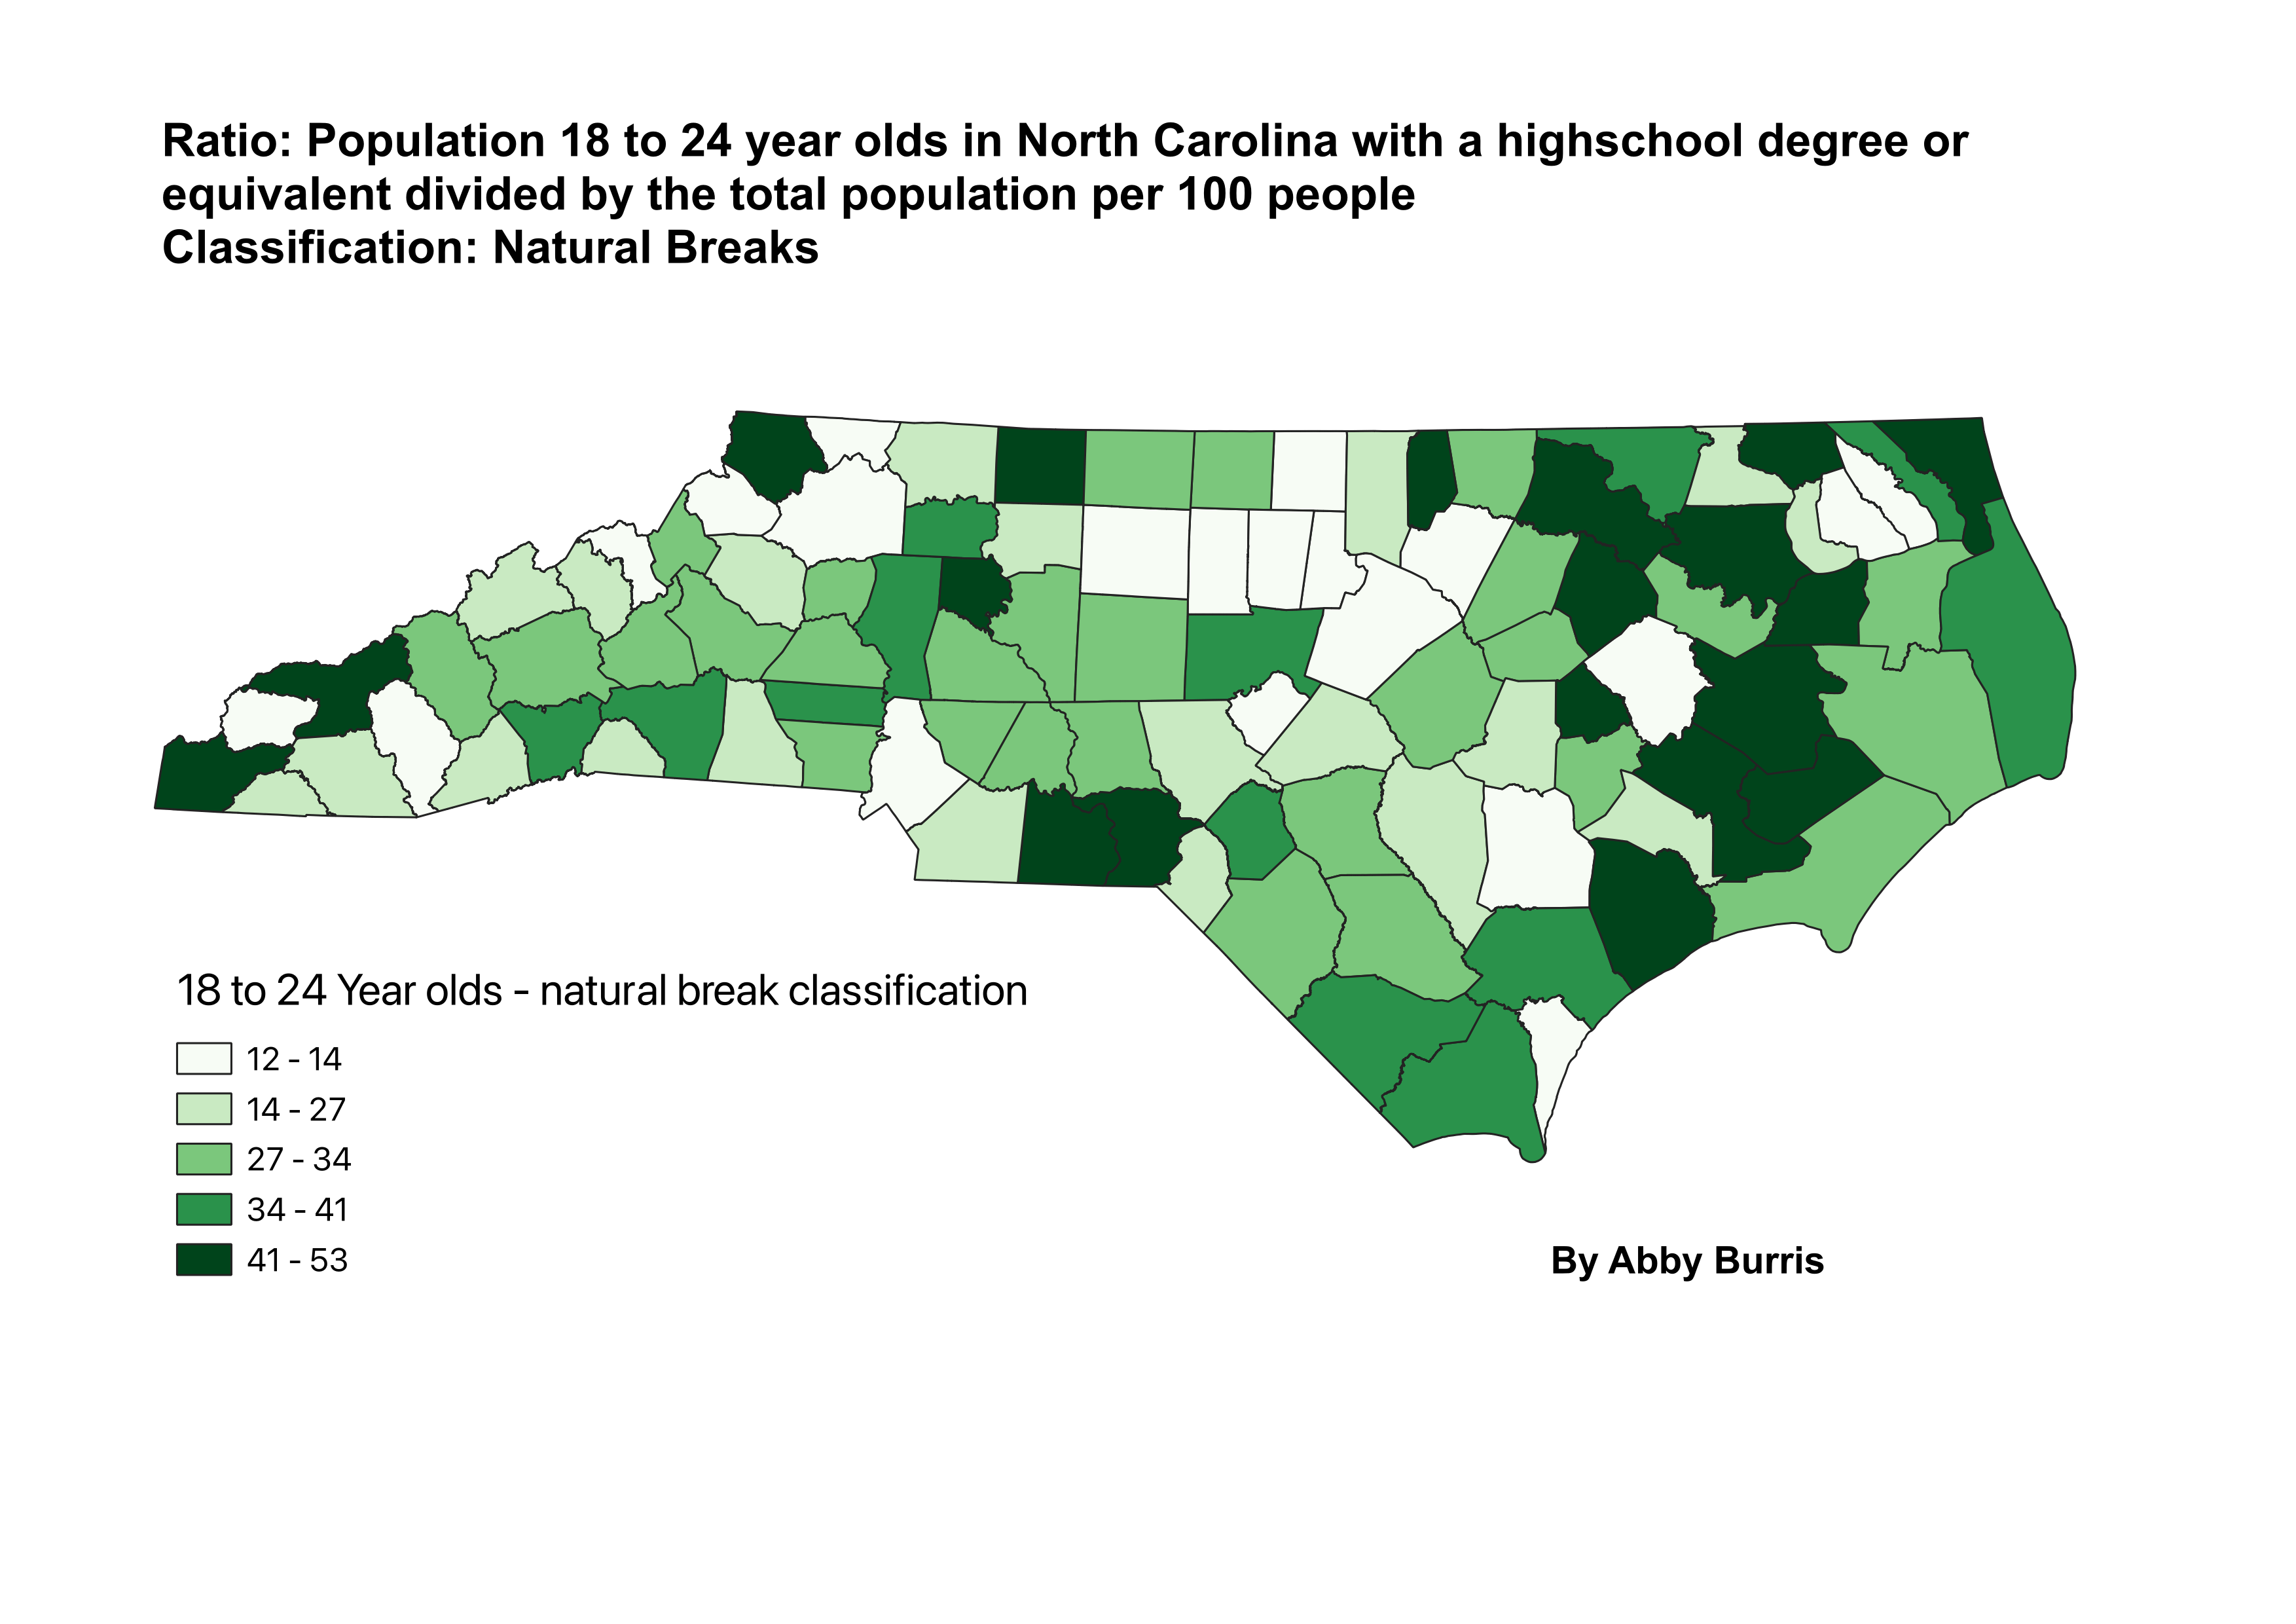 Ratio: Population 18 to 24 year olds in North Carolina with a highschool degree or
equivalent divided by the total population per 100 people
Classification: Natural Breaks
18 to 24 Year olds - natural break classification
12 - 14
14 - 27
27 - 34
34 - 41
41 - 53
By Abby Burris